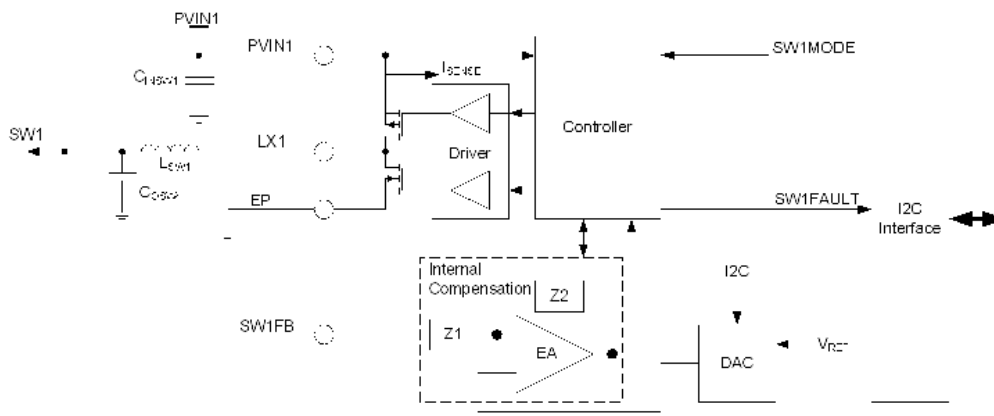 PVIN1
PVIN1
SW1MODE
ISENSE
CINSW1
Controller
SW1
LX1
LSW1
Driver
EP
SW1FAULT
I2C
Interface
Internal
Compensation
I2C
Z2
SW1FB
Z1
EA
DAC